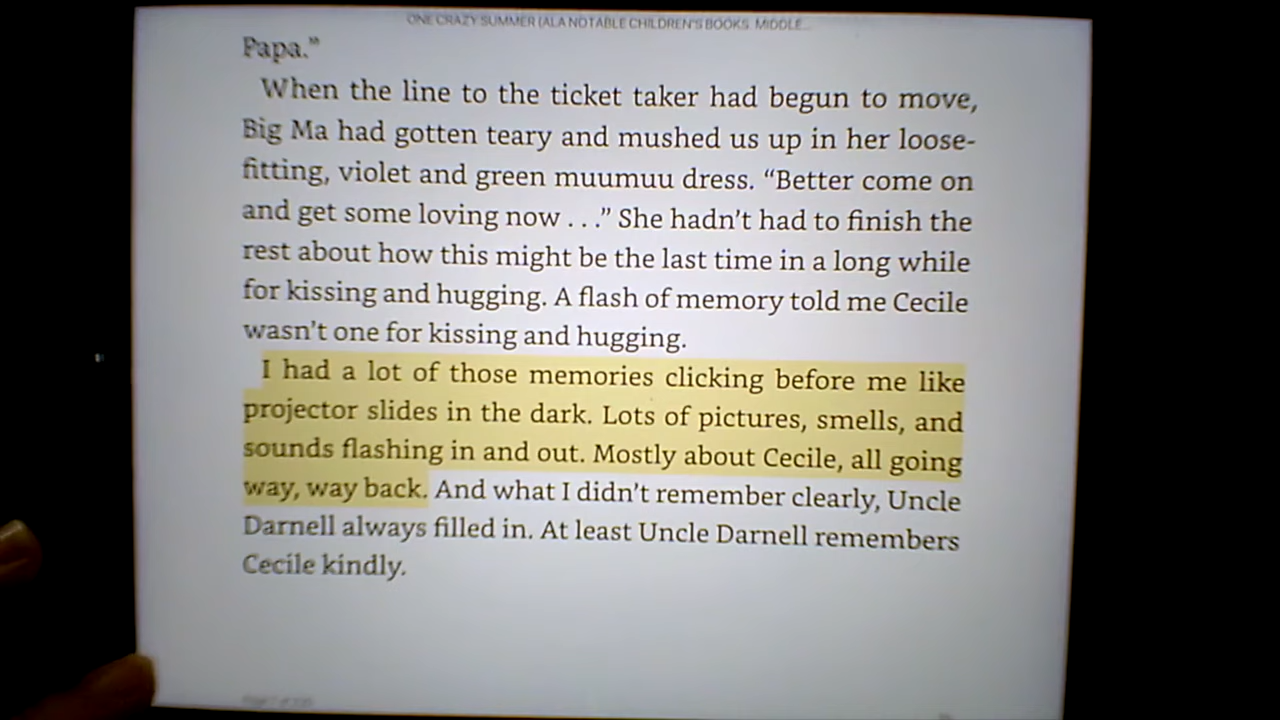 ONE CRAZY SUMMER (ALA NOTABLE CHILDREN'S BOOKS. MIDDLE...
Papa."
When the line to the ticket taker had begun to move,
Big Ma had gotten teary and mushed us up in her loose-
fitting, violet and green muumuu dress. “Better come on
and get some loving now . . .” She hadn’t had to finish the
rest about how this might be the last time in a long while
for kissing and hugging. A flash of memory told me Cecile
wasn’t one for kissing and hugging.
I had a lot of those memories clicking before me like
projector slides in the dark. Lots of pictures, smells, and
sounds flashing in and out. Mostly about Cecile, all going
way, way back. And what I didn’t remember clearly, Uncle
Darnell always filled in. At least Uncle Darnell remembers
Cecile kindly.